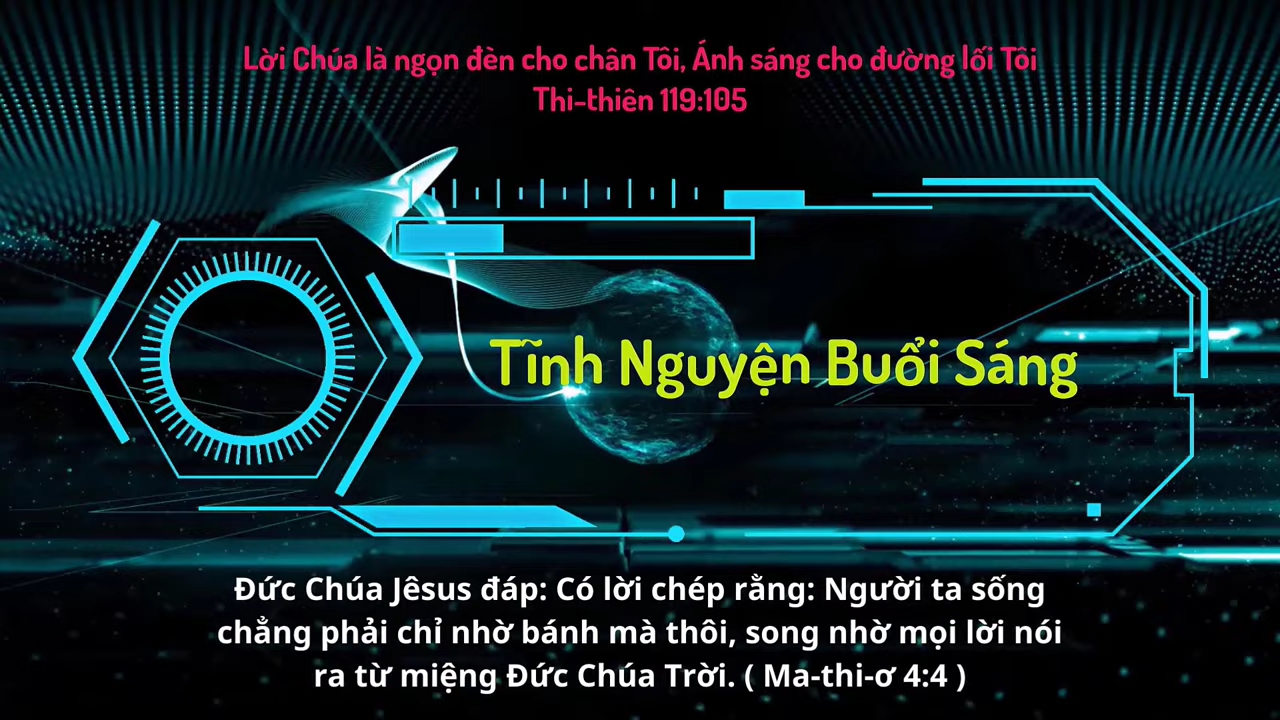 Lời Chúa là ngọn đèn cho chân Tôi, Ánh sáng cho đường lối Tôi
Thi-thiên 119:105
Tĩnh Nguyện Buổi Sáng
Đức Chúa Jêsus đáp: Có lời chép rằng: Người ta sống
chẳng phải chỉ nhờ bánh mà thôi, song nhờ mọi lời nói
ra từ miệng Đức Chúa Trời. ( Ma-thi-ơ 4:4 )